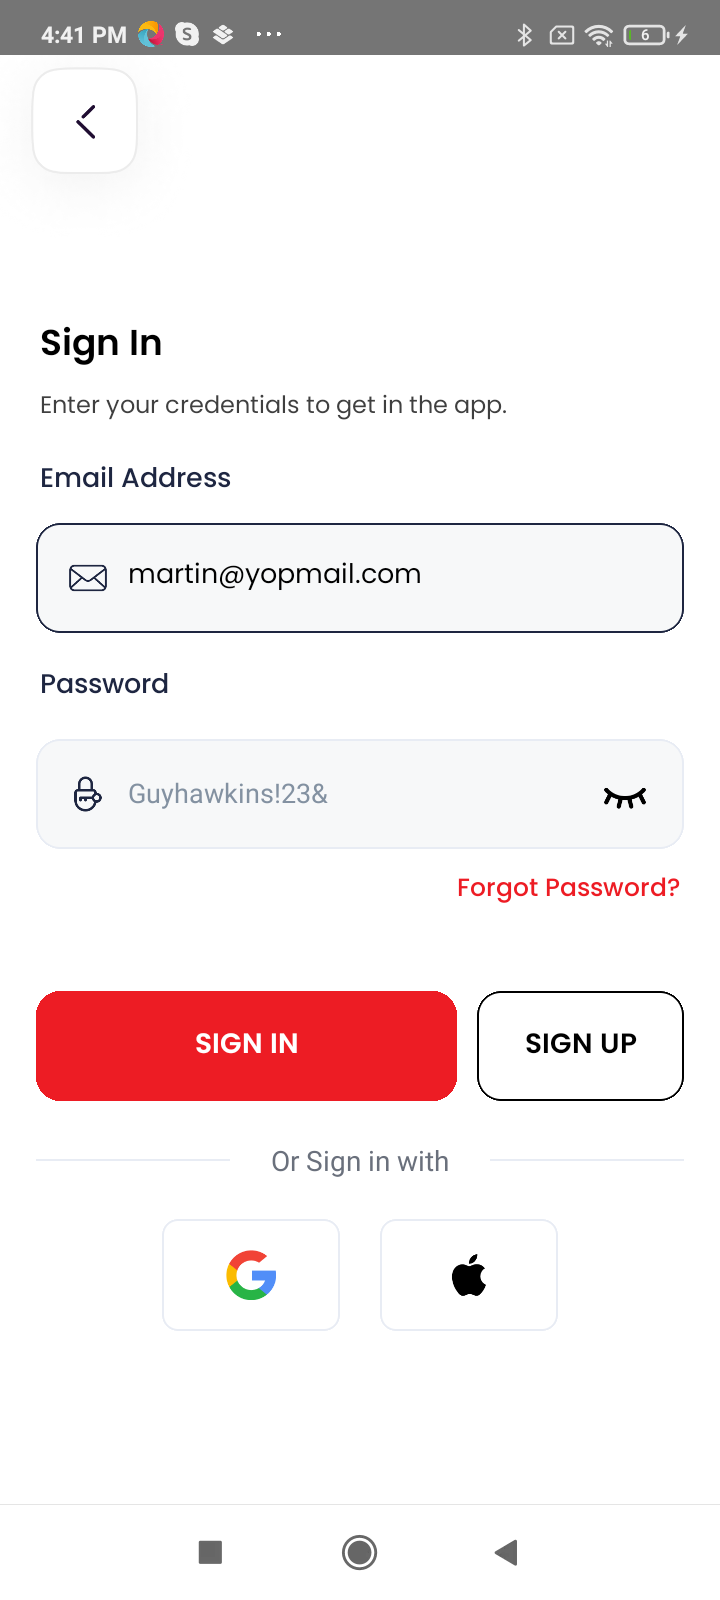 4:41 PM S ... 6
Sign In
Enter your credentials to get in the app.
Email Address
martin@yopmail.com
Password
Guyhawkins!23&
Forgot Password?
SIGN IN SIGN UP
Or Sign in with